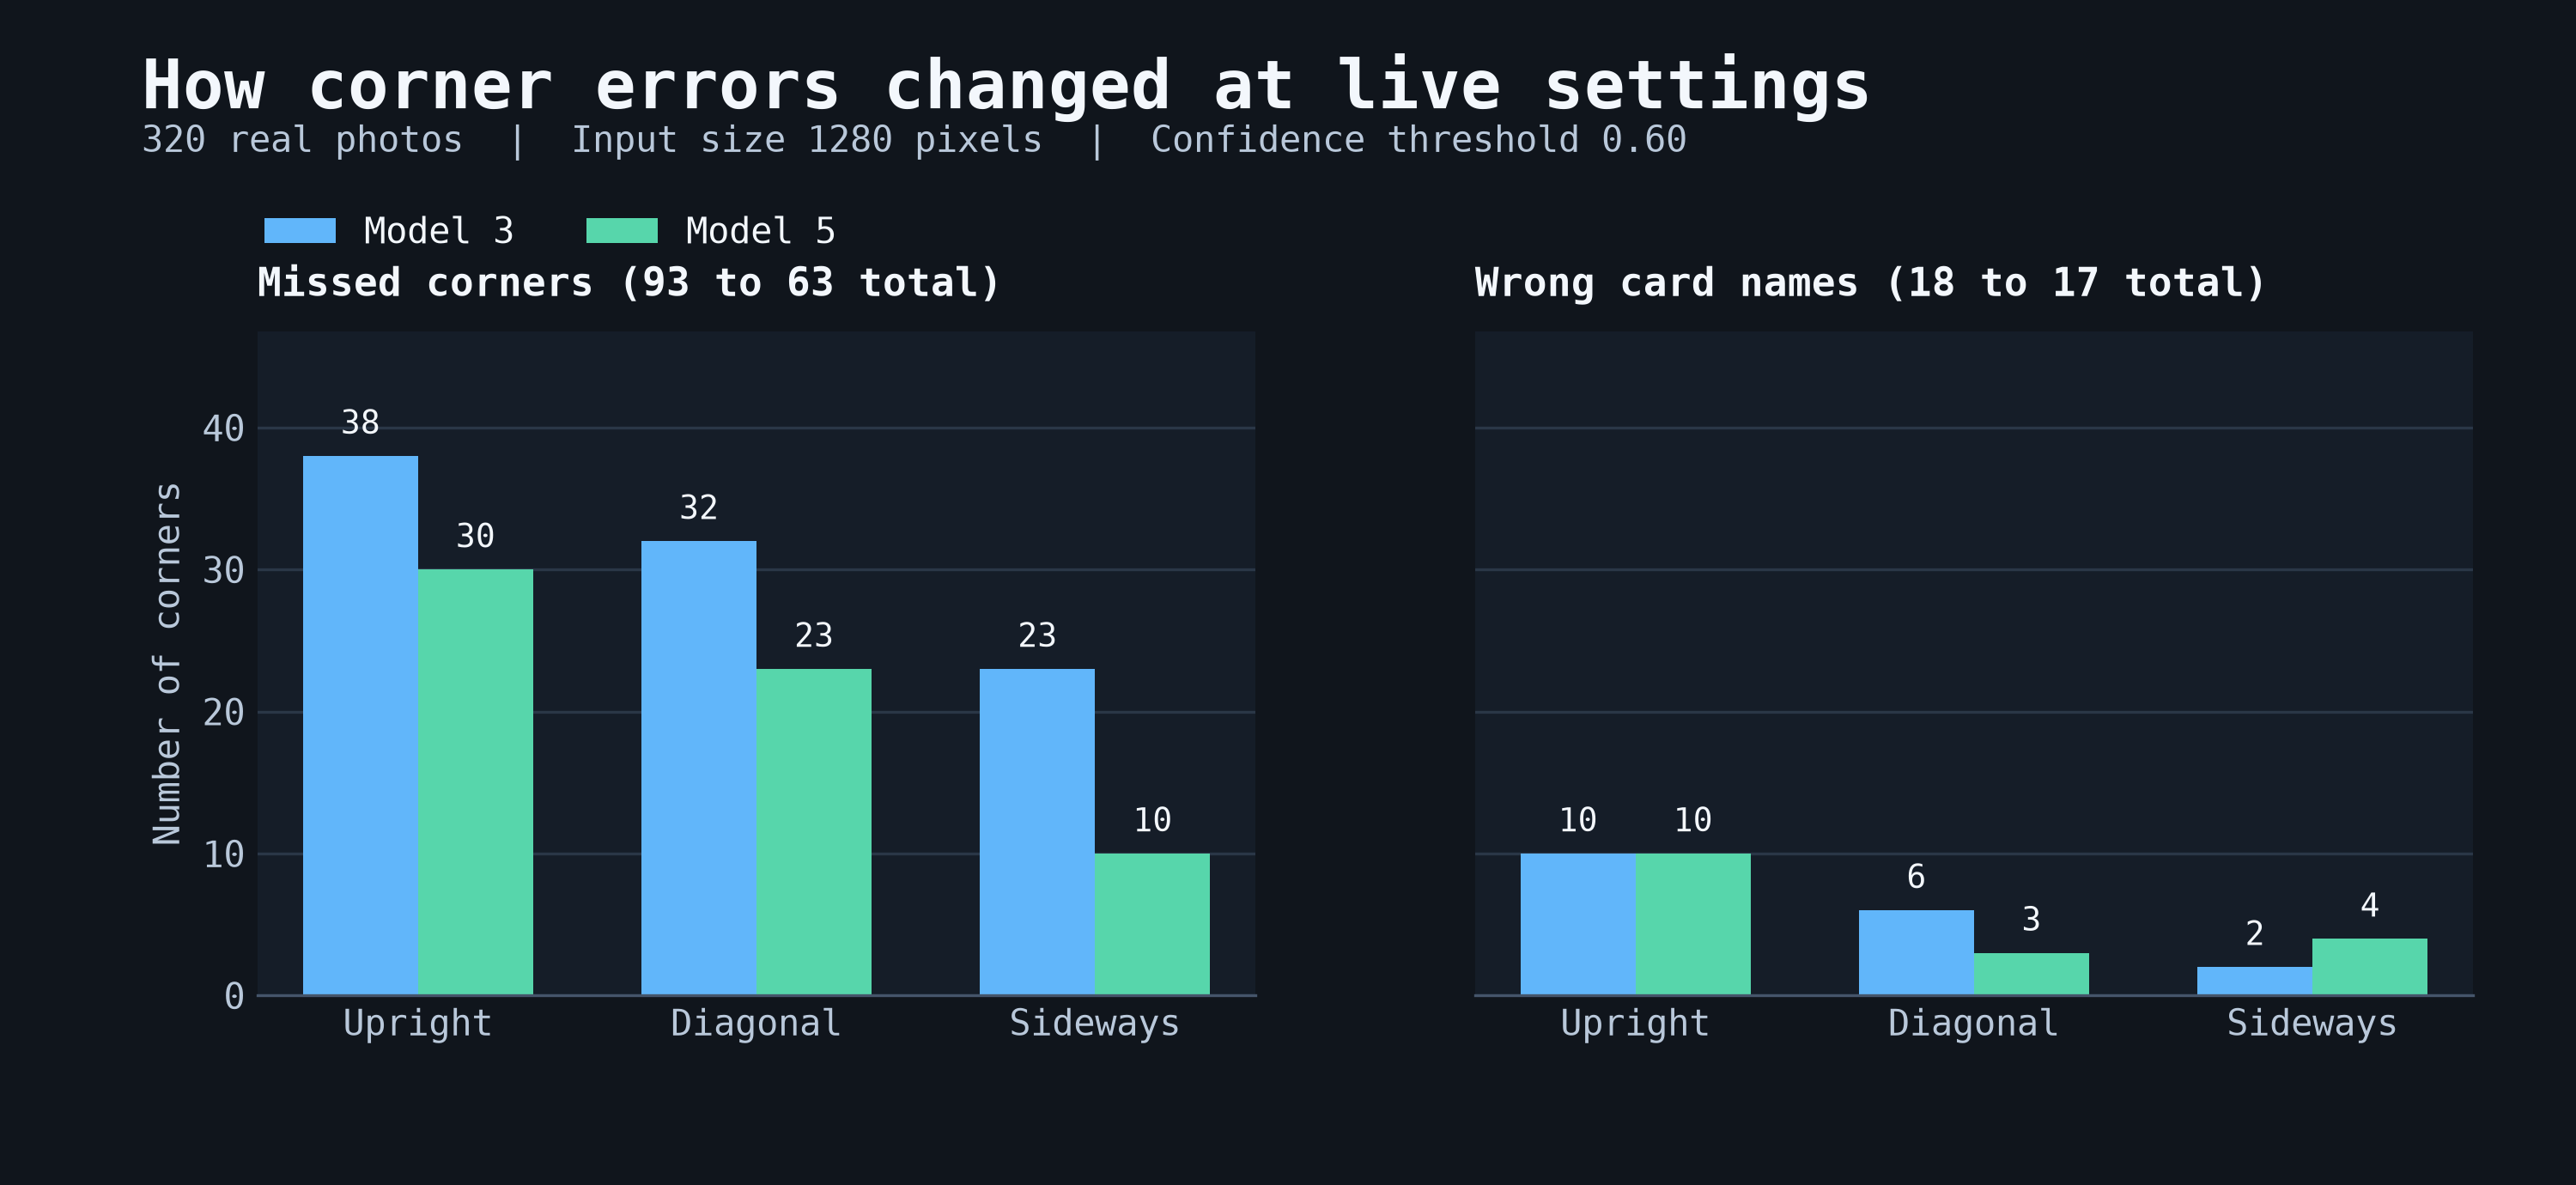 How corner errors changed at live settings
320 real photos | Input size 1280 pixels | Confidence threshold 0.60
Model 3 Model 5
Missed corners (93 to 63 total)
Number of corners
40
30
20
10
0
38
30
32
23
23
10
Upright Diagonal Sideways
Wrong card names (18 to 17 total)
10
10
6
3
2
4
Upright Diagonal Sideways